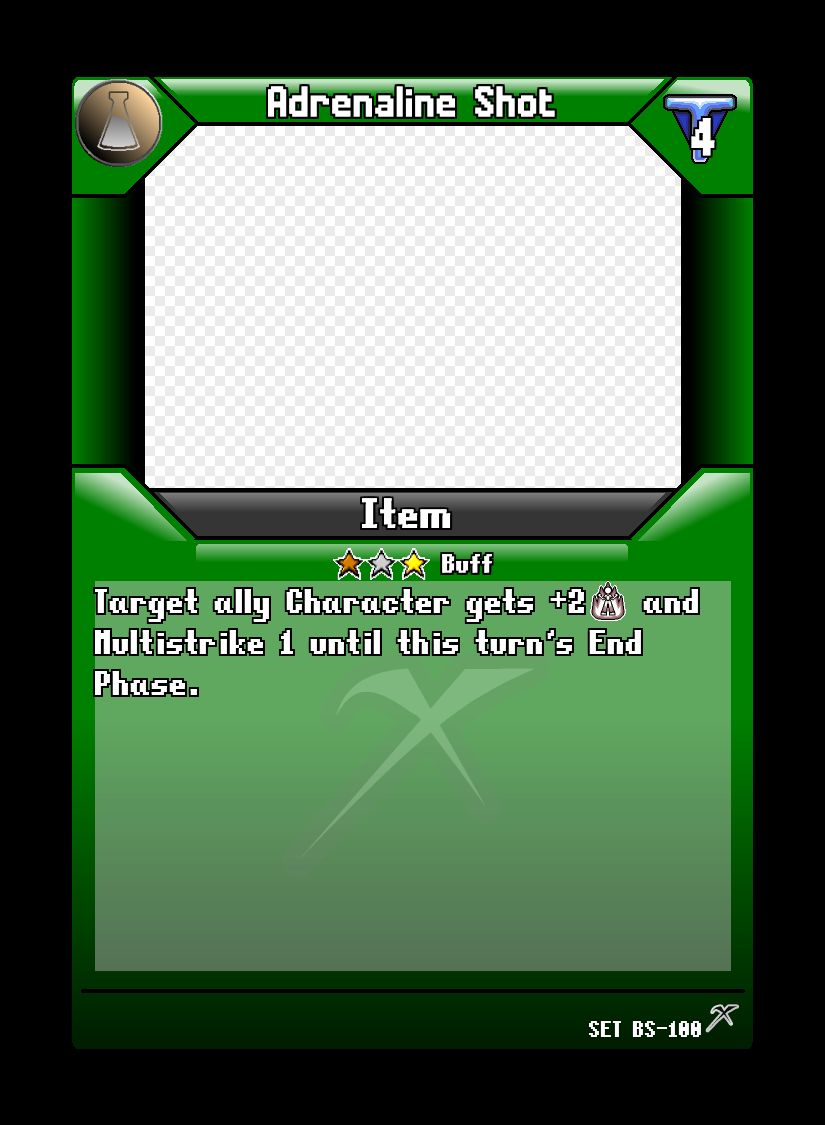 Adrenaline Shot
4
Item
Buff
Target ally Character gets +2 and
Multistrike 1 until this turn's End
Phase.
SET BS-100